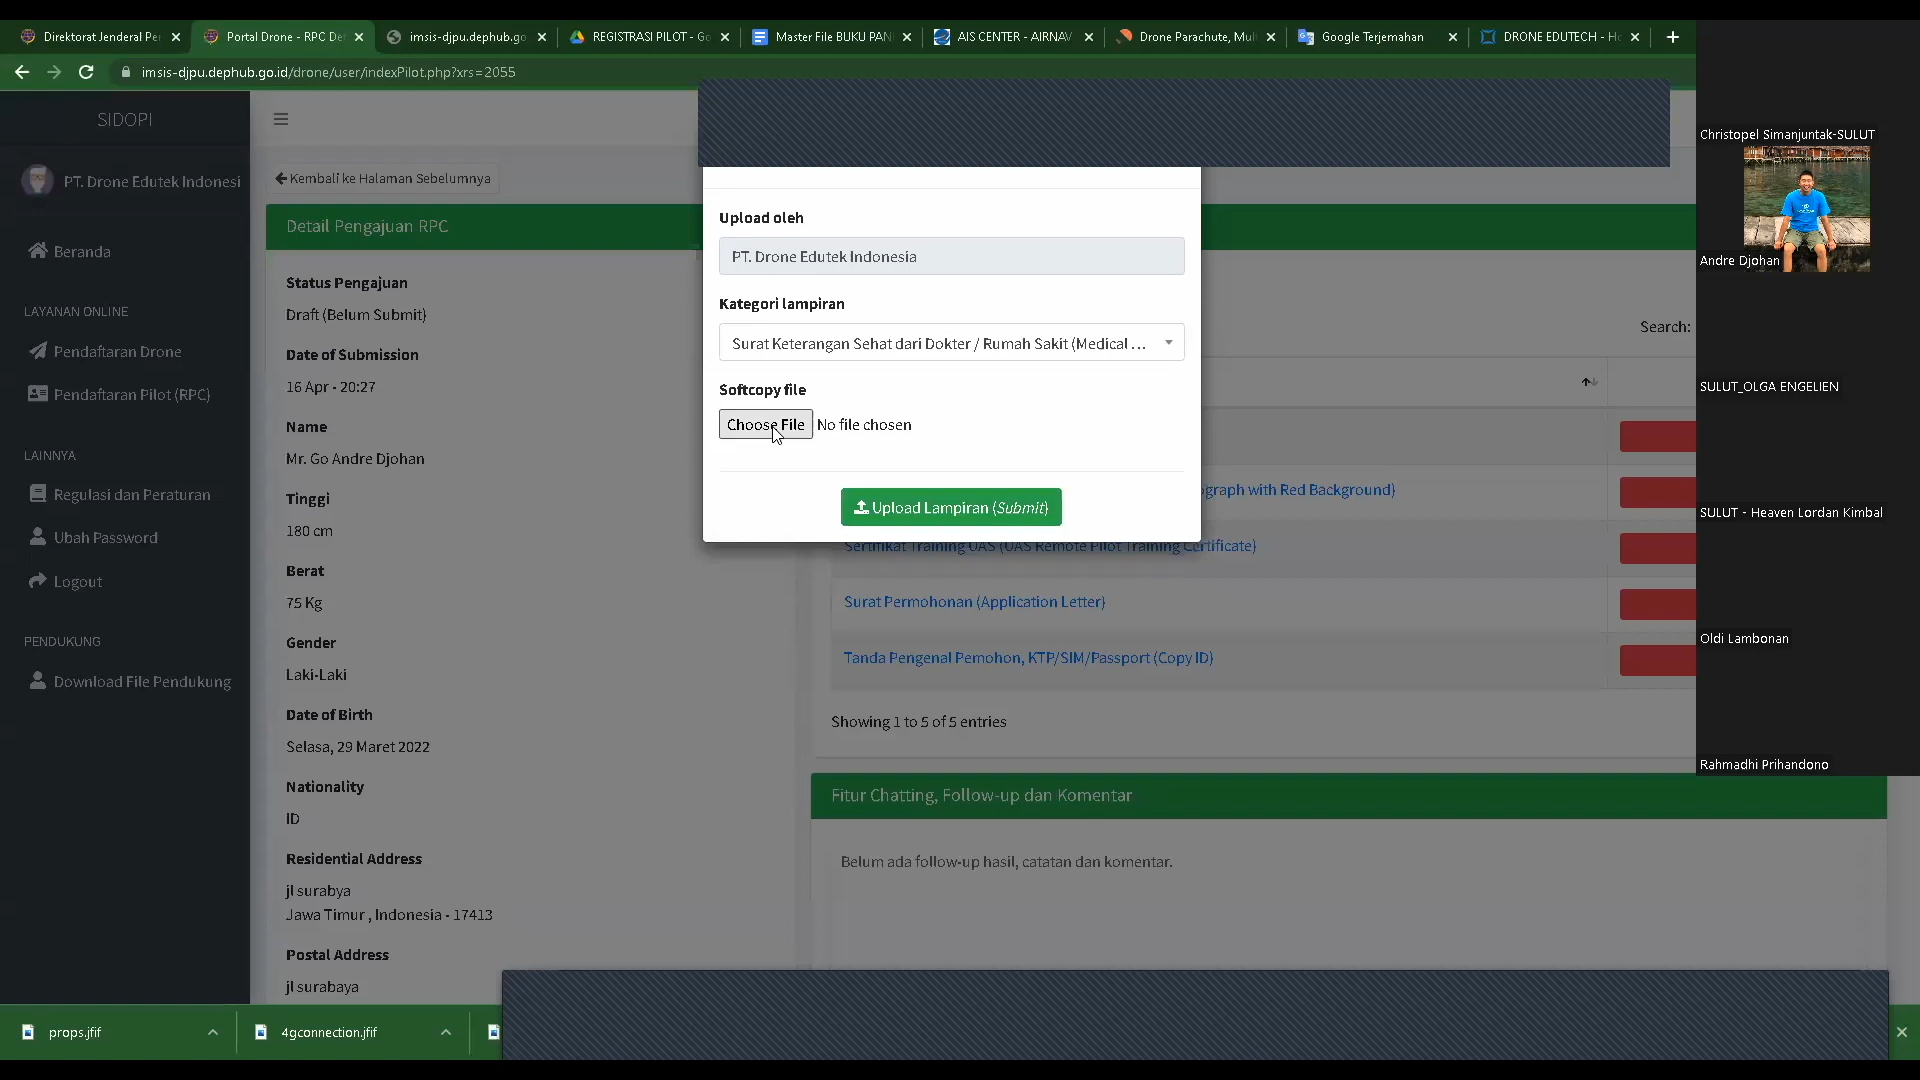 Direktorat Jenderal Pe
Portal Drone - RPC De
imsis-djpu.dephub.go
REGISTRASI PILOT - Go
Master File BUKU PAN
AIS CENTER - AIRNAV
Drone Parachute, Mul
Google Terjemahan
DRONE EDUTECH - Ho
imsis-djpu.dephub.go.id/drone/user/indexPilot.php?xrs=2055
SIDOPI
PT. Drone Edutek Indonesi
Beranda
LAYANAN ONLINE
Pendaftaran Drone
Pendaftaran Pilot (RPC)
LAINNYA
Regulasi dan Peraturan
Ubah Password
Logout
PENDUKUNG
Download File Pendukung
Kembali ke Halaman Sebelumnya
Detail Pengajuan RPC
Status Pengajuan
Draft (Belum Submit)
Date of Submission
16 Apr - 20:27
Name
Mr. Go Andre Djohan
Tinggi
180 cm
Berat
75 Kg
Gender
Laki-Laki
Date of Birth
Selasa, 29 Maret 2022
Nationality
ID
Residential Address
jl surabya
Jawa Timur , Indonesia - 17413
Postal Address
jl surabaya
Upload oleh
PT. Drone Edutek Indonesia
Kategori lampiran
Surat Keterangan Sehat dari Dokter / Rumah Sakit (Medical ...
Softcopy file
Choose File No file chosen
Upload Lampiran (Submit)
Search:
ograph with Red Background)
Sertifikat Training UAS (UAS Remote Pilot Training Certificate)
Surat Permohonan (Application Letter)
Tanda Pengenal Pemohon, KTP/SIM/Passport (Copy ID)
Showing 1 to 5 of 5 entries
Fitur Chatting, Follow-up dan Komentar
Belum ada follow-up hasil, catatan dan komentar.
Christopel Simanjuntak-SULUT
Andre Djohan
SULUT_OLGA ENGELIEN
SULUT - Heaven Lordan Kimbal
Oldi Lambonan
Rahmadhi Prihandono
props.jfif
4gconnection.jfif